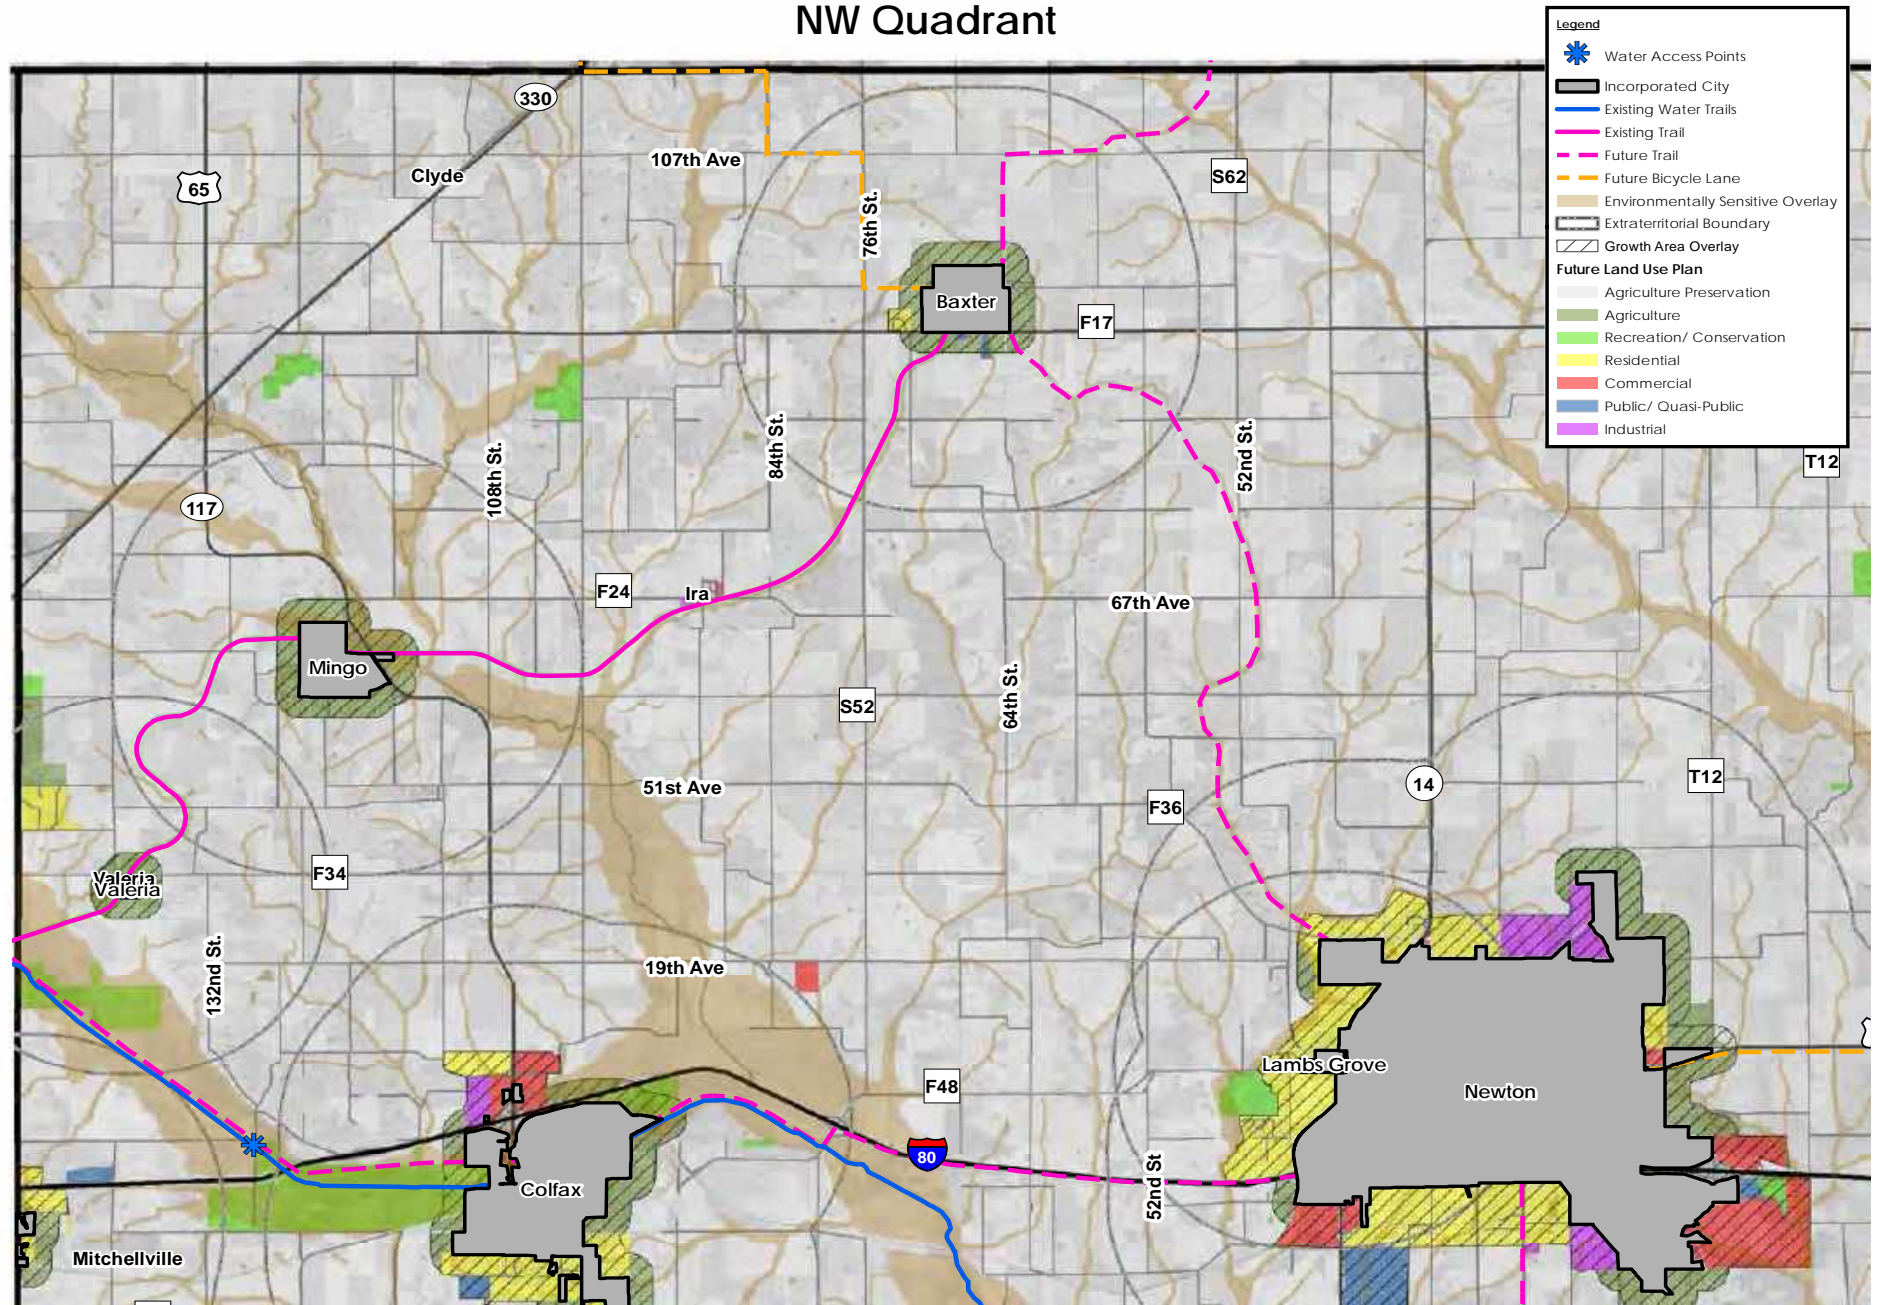 NW Quadrant
Legend
Water Access Points
Incorporated City
Existing Water Trails
Existing Trail
Future Trail
Future Bicycle Lane
Environmentally Sensitive Overlay
Extraterritorial Boundary
Growth Area Overlay
Future Land Use Plan
Agriculture Preservation
Agriculture
Recreation/ Conservation
Residential
Commercial
Public/ Quasi-Public
Industrial
330
107th Ave
Clyde
65
S62
76th St.
Baxter
F17
84th St.
52nd St.
108th St.
T12
117
F24
Ira
67th Ave
Mingo
64th St.
S52
51st Ave
14
T12
F36
F34
Valeria
Valeria
132nd St.
19th Ave
Lambs Grove
F48
Newton
80
52nd St
Colfax
Mitchellville